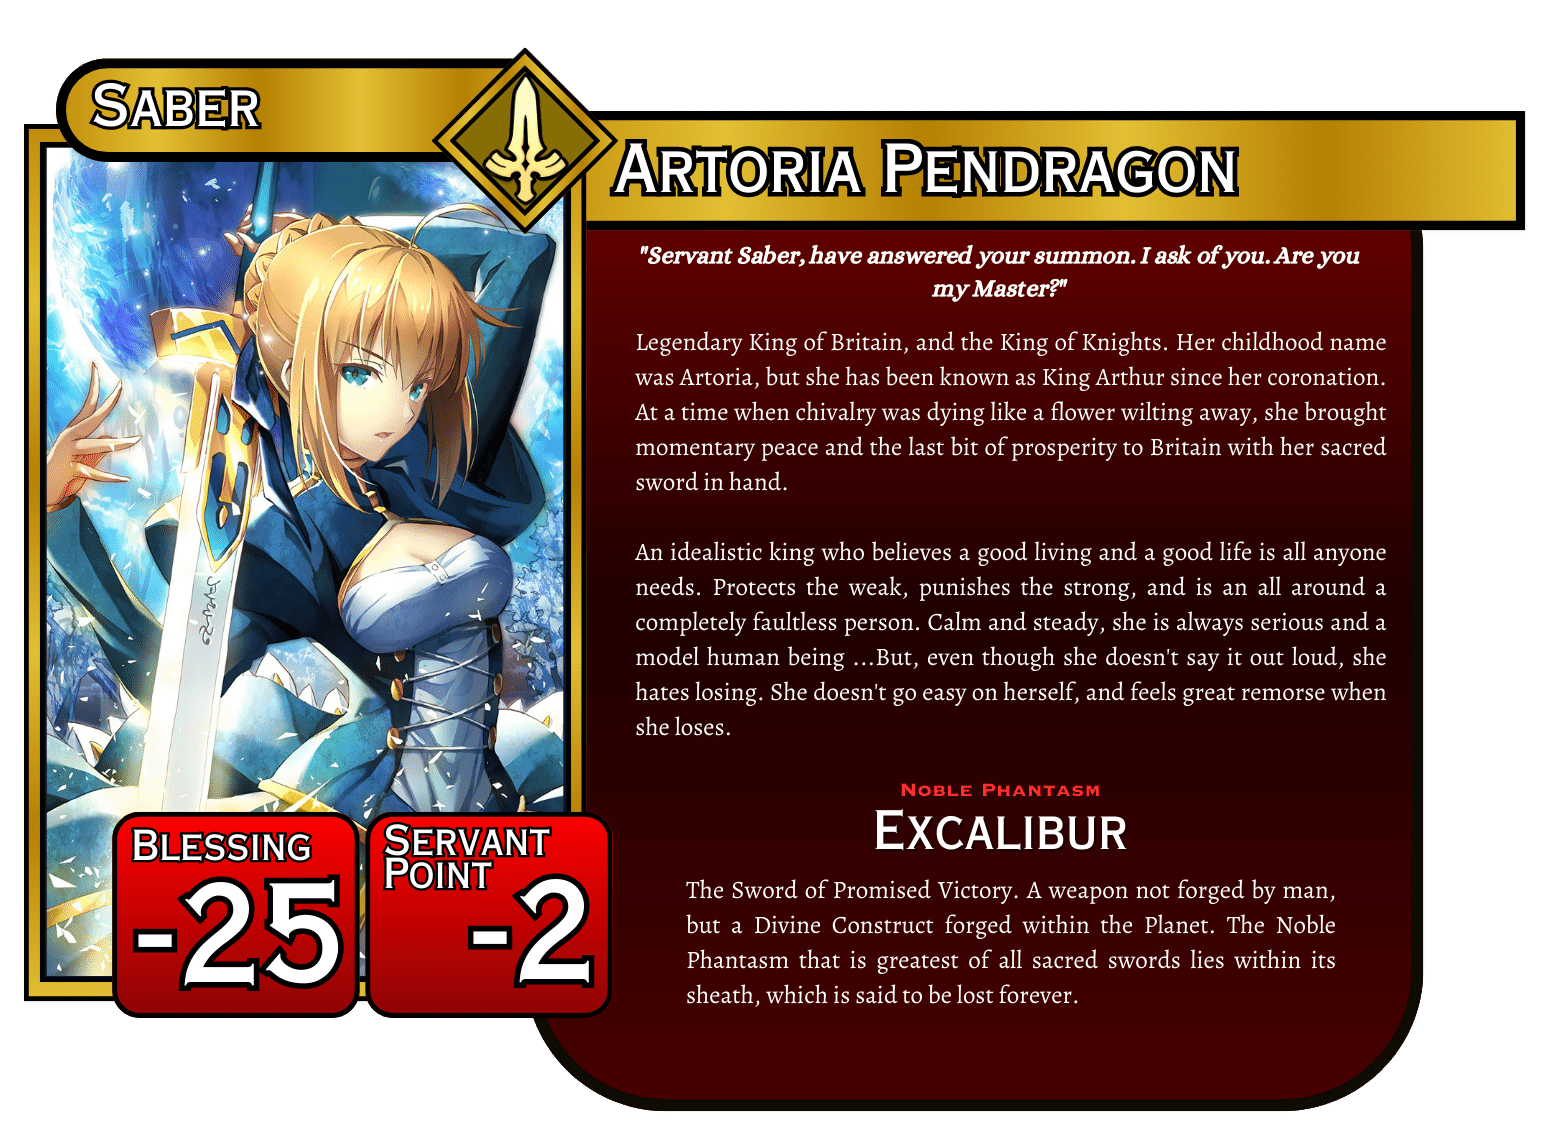 SABER
ARTORIA PENDRAGON
"Servant Saber, have answered your summon. I ask of you. Are you
my Master?"
Legendary King of Britain, and the King of Knights. Her childhood name
was Artoria, but she has been known as King Arthur since her coronation.
At a time when chivalry was dying like a flower wilting away, she brought
momentary peace and the last bit of prosperity to Britain with her sacred
sword in hand.
An idealistic king who believes a good living and a good life is all anyone
needs. Protects the weak, punishes the strong, and is an all around a
completely faultless person. Calm and steady, she is always serious and a
model human being ...But, even though she doesn't say it out loud, she
hates losing. She doesn't go easy on herself, and feels great remorse when
she loses.
NOBLE PHANTASM
EXCALIBUR
The Sword of Promised Victory. A weapon not forged by man,
but a Divine Construct forged within the Planet. The Noble
Phantasm that is greatest of all sacred swords lies within its
sheath, which is said to be lost forever.
BLESSING
-25
SERVANT
POINT
-2